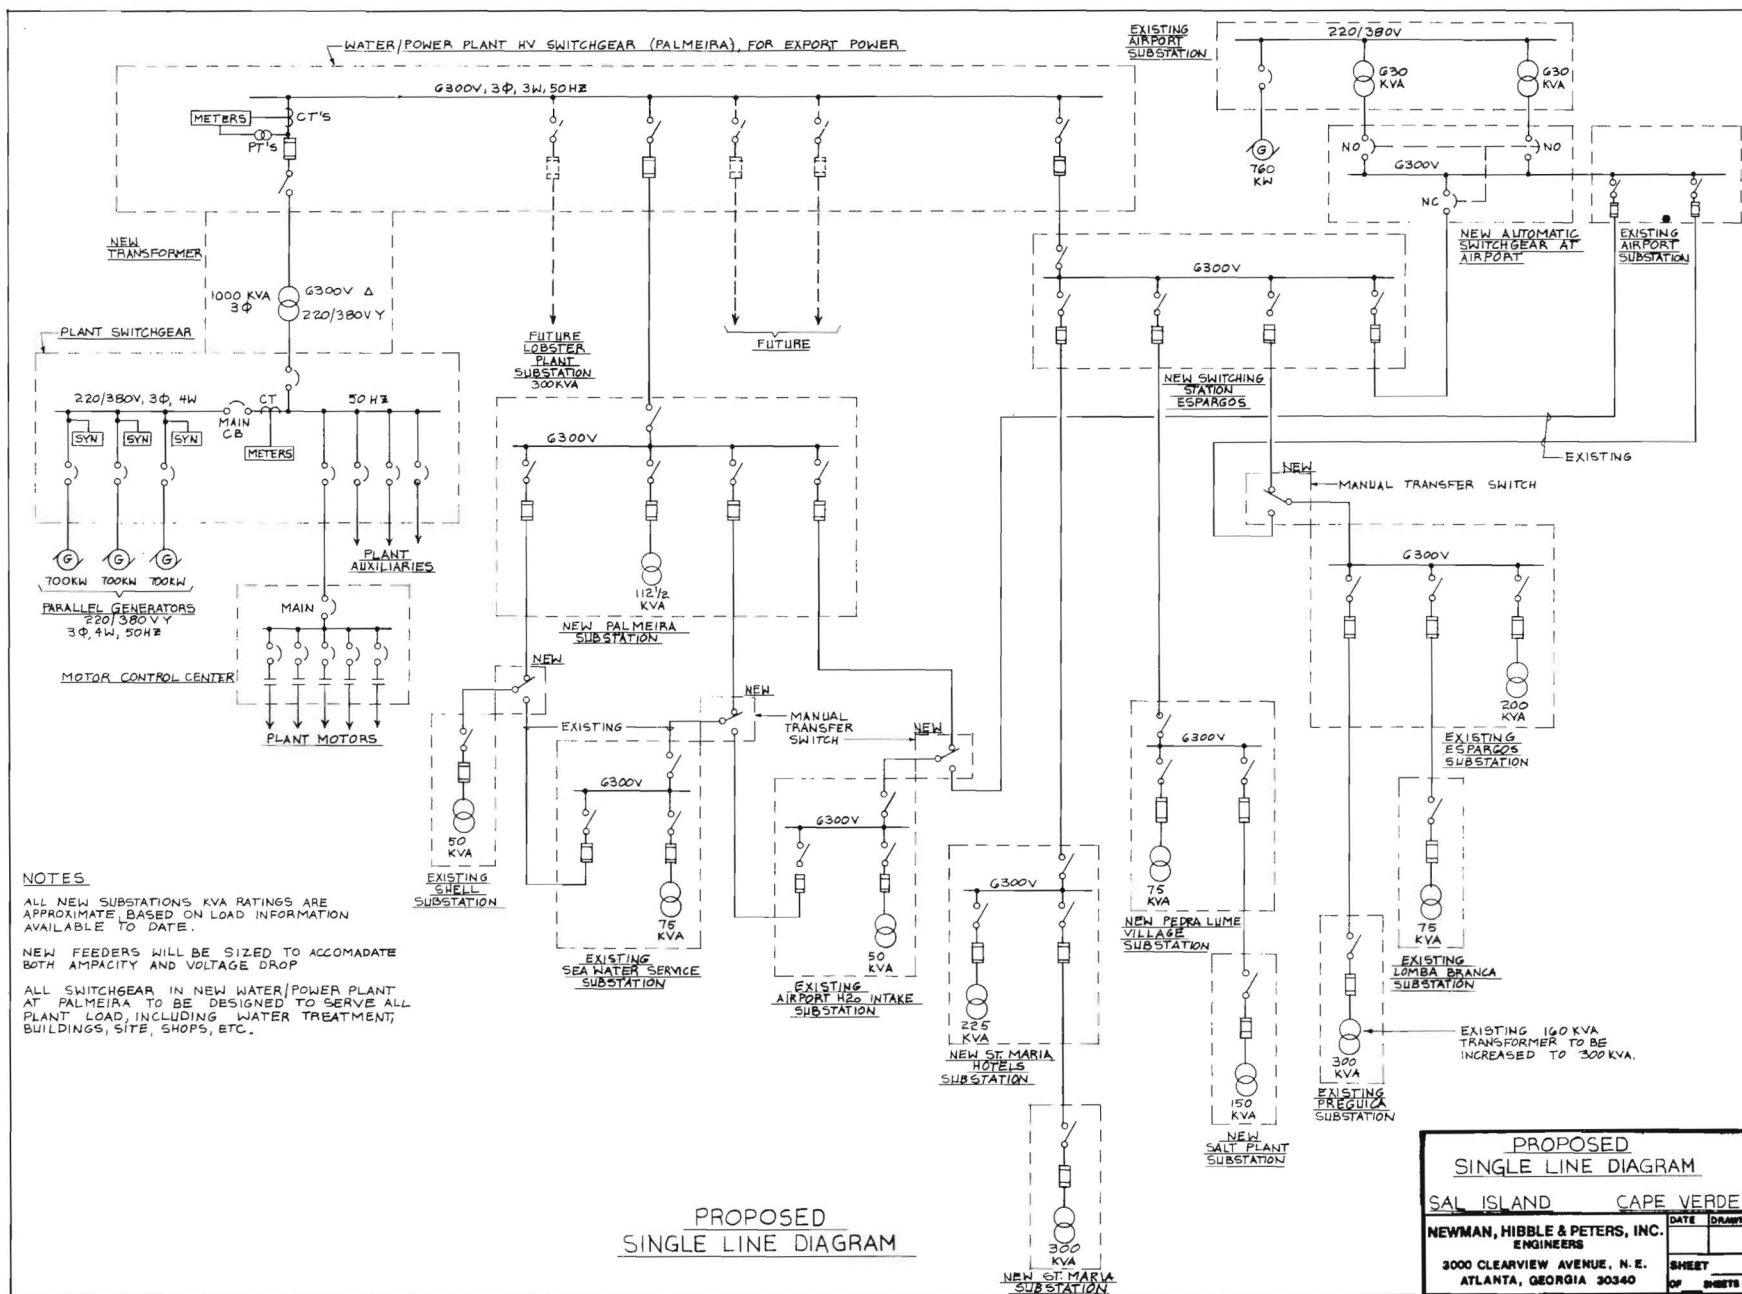 WATER/POWER PLANT HV SWITCHGEAR (PALMEIRA), FOR EXPORT POWER
6300V, 3Φ, 3W, 50HZ
METERS
CT'S
PT'S
NEW
TRANSFORMER
1000 KVA
3Φ
6300V Δ
220/380V Y
PLANT SWITCHGEAR
220/380V, 3Φ, 4W
MAIN
CB
CT
50 HZ
SYN
SYN
SYN
METERS
G
G
G
700KW
700KW
700KW
PARALLEL GENERATORS
220/380V Y
3Φ, 4W, 50HZ
PLANT
AUXILIARIES
MAIN
MOTOR CONTROL CENTER
PLANT MOTORS
FUTURE
LOBSTER
PLANT
SUBSTATION
300KVA
FUTURE
6300V
112 1/2
KVA
NEW PALMEIRA
SUBSTATION
NEW
NEW
NEW
EXISTING
MANUAL
TRANSFER
SWITCH
50
KVA
EXISTING
SHELL
SUBSTATION
6300V
75
KVA
EXISTING
SEA WATER SERVICE
SUBSTATION
6300V
50
KVA
EXISTING
AIRPORT H2O INTAKE
SUBSTATION
EXISTING
AIRPORT
SUBSTATION
220/380V
630
KVA
630
KVA
G
760
KW
NO
NO
6300V
NC
NEW AUTOMATIC
SWITCHGEAR AT
AIRPORT
EXISTING
AIRPORT
SUBSTATION
6300V
NEW SWITCHING
STATION
ESPARGOS
EXISTING
NEW
MANUAL TRANSFER SWITCH
6300V
200
KVA
EXISTING
ESPARGOS
SUBSTATION
6300V
75
KVA
NEW PEDRA LUME
VILLAGE
SUBSTATION
150
KVA
NEW
SALT PLANT
SUBSTATION
6300V
225
KVA
NEW ST. MARIA
HOTELS
SUBSTATION
300
KVA
NEW ST. MARIA
SUBSTATION
75
KVA
EXISTING
LOMBA BRANCA
SUBSTATION
300
KVA
EXISTING
PREGUICA
SUBSTATION
EXISTING 160 KVA
TRANSFORMER TO BE
INCREASED TO 300 KVA.
NOTES
ALL NEW SUBSTATIONS KVA RATINGS ARE
APPROXIMATE, BASED ON LOAD INFORMATION
AVAILABLE TO DATE.
NEW FEEDERS WILL BE SIZED TO ACCOMADATE
BOTH AMPACITY AND VOLTAGE DROP
ALL SWITCHGEAR IN NEW WATER/POWER PLANT
AT PALMEIRA TO BE DESIGNED TO SERVE ALL
PLANT LOAD, INCLUDING WATER TREATMENT,
BUILDINGS, SITE, SHOPS, ETC.
PROPOSED
SINGLE LINE DIAGRAM
PROPOSED
SINGLE LINE DIAGRAM
SAL ISLAND CAPE VERDE
NEWMAN, HIBBLE & PETERS, INC.
ENGINEERS
3000 CLEARVIEW AVENUE, N.E.
ATLANTA, GEORGIA 30340
DATE
SHEET
OF SHEETS